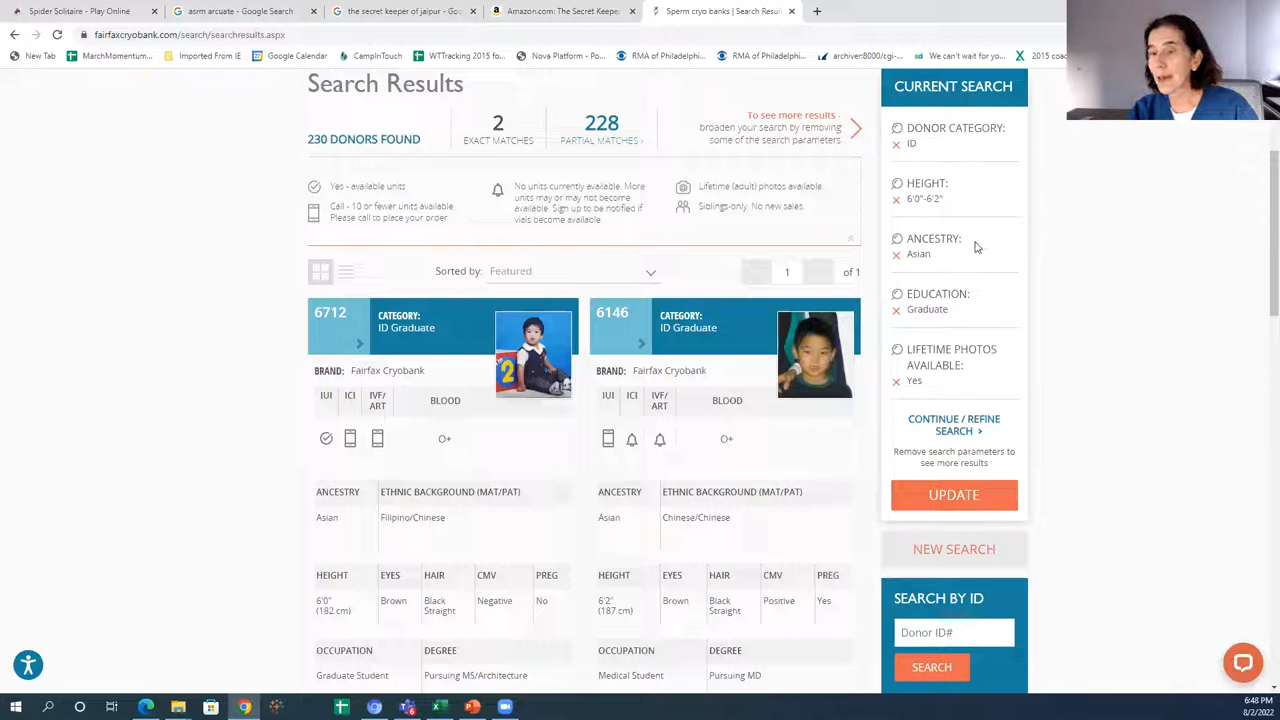 Spider Solitaire - Play Online
asm arcuate - Google Search
the secret keeper of jaipur - Go
Amazon.com: The Secret Keeper
Sperm cryo banks | Search Resul
fairfaxcryobank.com/search/searchresults.aspx
New Tab
MarchMomentum...
Imported From IE
Google Calendar
CampInTouch
WTTracking 2015 fo...
Nova Platform - Po...
RMA of Philadelphi...
RMA of Philadelphi...
archiver:8000/cgi-...
We can't wait for yo...
2015 coa
Search Results
230 DONORS FOUND
2
EXACT MATCHES
228
PARTIAL MATCHES ›
To see more results -
broaden your search by removing
some of the search parameters
Yes - available units
Call - 10 or fewer units available.
Please call to place your order.
No units currently available. More
units may or may not become
available. Sign up to be notified if
vials become available
Lifetime (adult) photos available.
Siblings-only. No new sales.
Sorted by:
Featured
1
of 1
6712
CATEGORY:
ID Graduate
BRAND: Fairfax Cryobank
IUI
ICI
IVF/
ART
BLOOD
O+
ANCESTRY
ETHNIC BACKGROUND (MAT/PAT)
Asian
Filipino/Chinese
HEIGHT
EYES
HAIR
CMV
PREG
6'0"
(182 cm)
Brown
Black
Straight
Negative
No
OCCUPATION
DEGREE
Graduate Student
Pursuing MS/Architecture
6146
CATEGORY:
ID Graduate
BRAND: Fairfax Cryobank
IUI
ICI
IVF/
ART
BLOOD
O+
ANCESTRY
ETHNIC BACKGROUND (MAT/PAT)
Asian
Chinese/Chinese
HEIGHT
EYES
HAIR
CMV
PREG
6'2"
(187 cm)
Brown
Black
Straight
Positive
Yes
OCCUPATION
DEGREE
Medical Student
Pursuing MD
CURRENT SEARCH
DONOR CATEGORY:
ID
HEIGHT:
6'0"-6'2"
ANCESTRY:
Asian
EDUCATION:
Graduate
LIFETIME PHOTOS
AVAILABLE:
Yes
CONTINUE / REFINE
SEARCH ›
Remove search parameters to
see more results
UPDATE
NEW SEARCH
SEARCH BY ID
Donor ID#
SEARCH
6:48 PM
8/2/2022